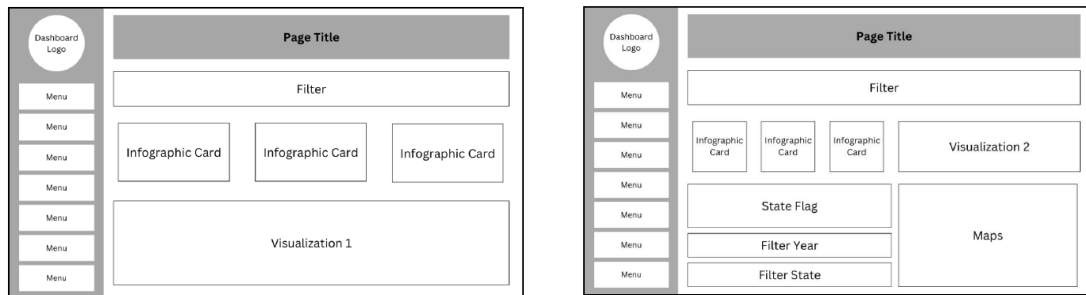 Dashboard
Logo
Page Title
Menu
Menu
Menu
Menu
Menu
Menu
Menu
Filter
Infographic Card
Infographic Card
Infographic Card
Visualization 1
Dashboard
Logo
Page Title
Menu
Menu
Menu
Menu
Menu
Menu
Menu
Filter
Infographic
Card
Infographic
Card
Infographic
Card
Visualization 2
State Flag
Filter Year
Filter State
Maps